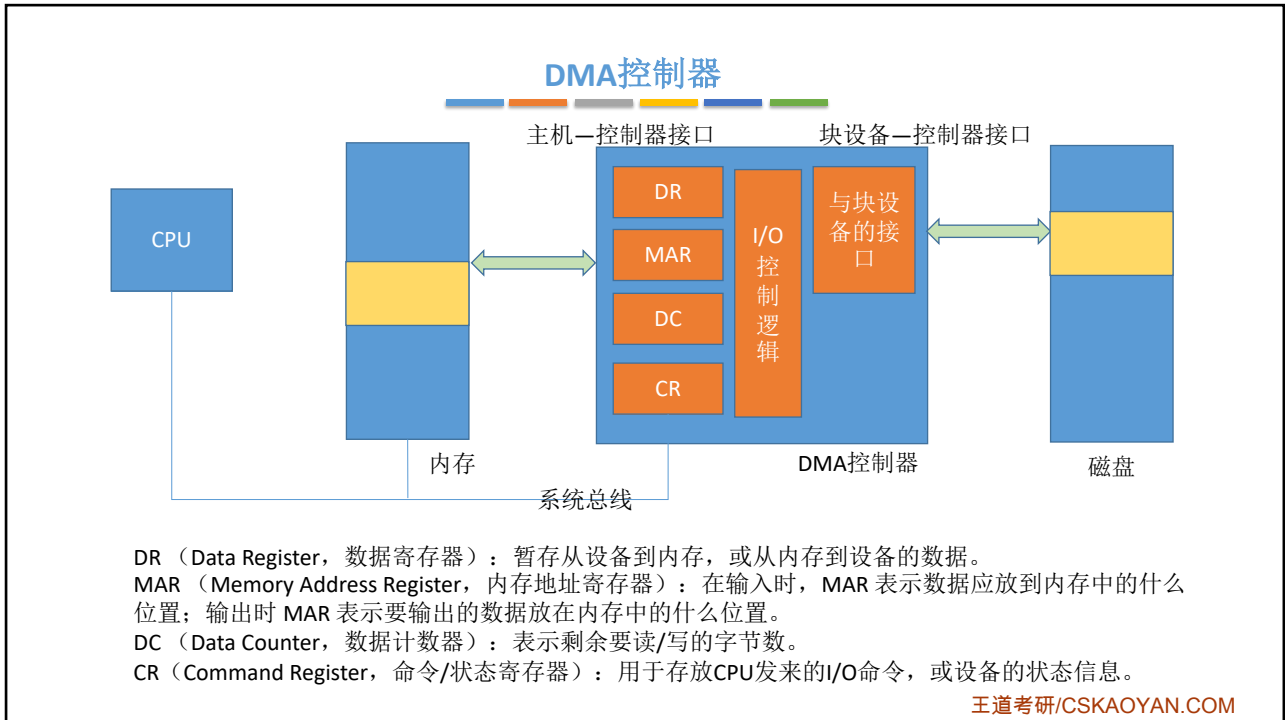 DMA控制器
主机—控制器接口
块设备—控制器接口
CPU
DR
MAR
DC
CR
I/O
控
制
逻
辑
与块设
备的接
口
内存
DMA控制器
磁盘
系统总线
DR （Data Register，数据寄存器）：暂存从设备到内存，或从内存到设备的数据。
MAR （Memory Address Register，内存地址寄存器）：在输入时，MAR 表示数据应放到内存中的什么
位置；输出时 MAR 表示要输出的数据放在内存中的什么位置。
DC （Data Counter，数据计数器）：表示剩余要读/写的字节数。
CR（Command Register，命令/状态寄存器）：用于存放CPU发来的I/O命令，或设备的状态信息。
王道考研/CSKAOYAN.COM